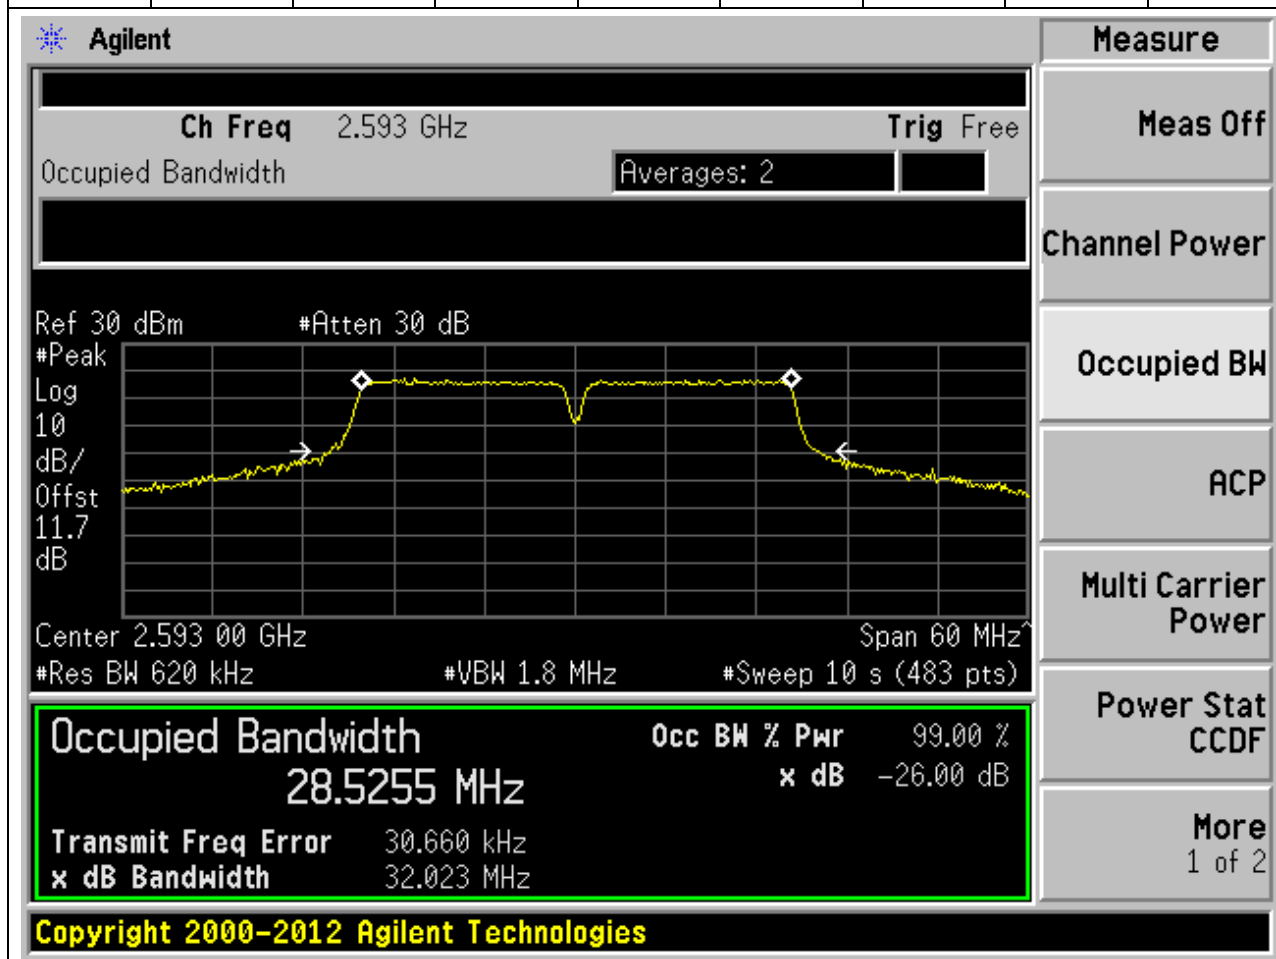 Agilent
Measure
Ch Freq 2.593 GHz Trig Free
Meas Off
Occupied Bandwidth Averages: 2
Channel Power
Ref 30 dBm #Atten 30 dB
#Peak
Log
10
dB/
Offst
11.7
dB
Occupied BW
ACP
Center 2.593 00 GHz Span 60 MHz^
#Res BW 620 kHz #VBW 1.8 MHz #Sweep 10 s (483 pts)
Multi Carrier
Power
Occupied Bandwidth Occ BW % Pwr 99.00 %
28.5255 MHz x dB -26.00 dB
Transmit Freq Error 30.660 kHz
x dB Bandwidth 32.023 MHz
Power Stat
CCDF
More
1 of 2
Copyright 2000-2012 Agilent Technologies